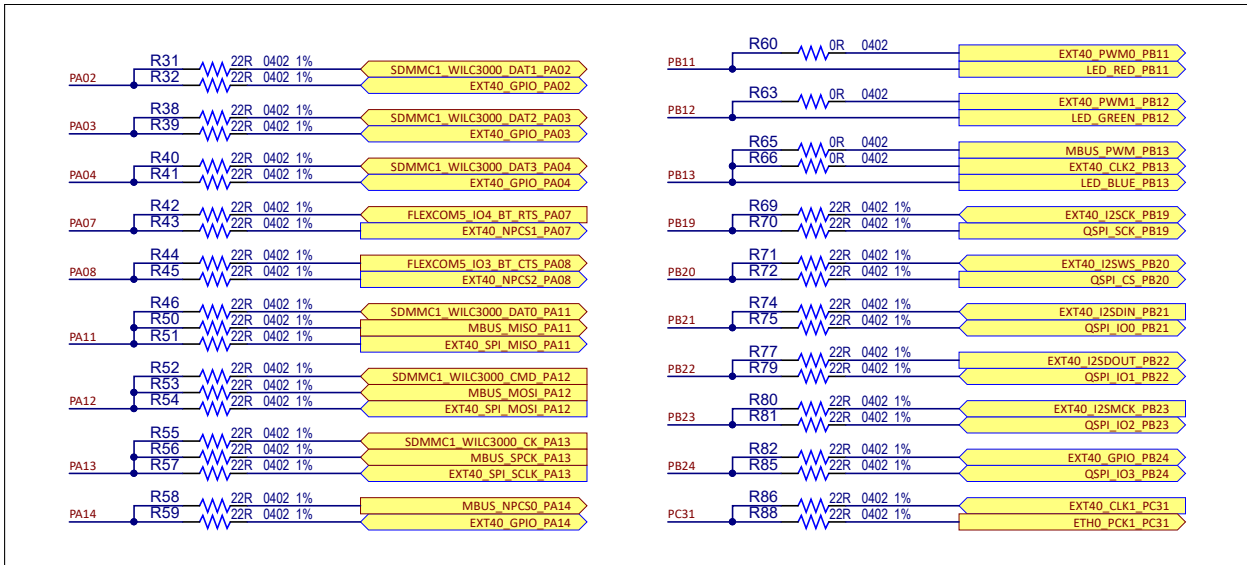 R31 22R 0402 1% SDMMC1_WILC3000_DAT1_PA02
PA02 R32 22R 0402 1% EXT40_GPIO_PA02
R38 22R 0402 1% SDMMC1_WILC3000_DAT2_PA03
PA03 R39 22R 0402 1% EXT40_GPIO_PA03
R40 22R 0402 1% SDMMC1_WILC3000_DAT3_PA04
PA04 R41 22R 0402 1% EXT40_GPIO_PA04
R42 22R 0402 1% FLEXCOM5_IO4_BT_RTS_PA07
PA07 R43 22R 0402 1% EXT40_NPCS1_PA07
R44 22R 0402 1% FLEXCOM5_IO3_BT_CTS_PA08
PA08 R45 22R 0402 1% EXT40_NPCS2_PA08
R46 22R 0402 1% SDMMC1_WILC3000_DAT0_PA11
R50 22R 0402 1% MBUS_MISO_PA11
PA11 R51 22R 0402 1% EXT40_SPI_MISO_PA11
R52 22R 0402 1% SDMMC1_WILC3000_CMD_PA12
R53 22R 0402 1% MBUS_MOSI_PA12
PA12 R54 22R 0402 1% EXT40_SPI_MOSI_PA12
R55 22R 0402 1% SDMMC1_WILC3000_CK_PA13
R56 22R 0402 1% MBUS_SPCK_PA13
PA13 R57 22R 0402 1% EXT40_SPI_SCLK_PA13
R58 22R 0402 1% MBUS_NPCS0_PA14
PA14 R59 22R 0402 1% EXT40_GPIO_PA14
R60 0R 0402 EXT40_PWM0_PB11
PB11 LED_RED_PB11
R63 0R 0402 EXT40_PWM1_PB12
PB12 LED_GREEN_PB12
R65 0R 0402 MBUS_PWM_PB13
R66 0R 0402 EXT40_CLK2_PB13
PB13 LED_BLUE_PB13
R69 22R 0402 1% EXT40_I2SCK_PB19
PB19 R70 22R 0402 1% QSPI_SCK_PB19
R71 22R 0402 1% EXT40_I2SWS_PB20
PB20 R72 22R 0402 1% QSPI_CS_PB20
R74 22R 0402 1% EXT40_I2SDIN_PB21
PB21 R75 22R 0402 1% QSPI_IO0_PB21
R77 22R 0402 1% EXT40_I2SDOUT_PB22
PB22 R79 22R 0402 1% QSPI_IO1_PB22
R80 22R 0402 1% EXT40_I2SMCK_PB23
PB23 R81 22R 0402 1% QSPI_IO2_PB23
R82 22R 0402 1% EXT40_GPIO_PB24
PB24 R85 22R 0402 1% QSPI_IO3_PB24
R86 22R 0402 1% EXT40_CLK1_PC31
PC31 R88 22R 0402 1% ETH0_PCK1_PC31